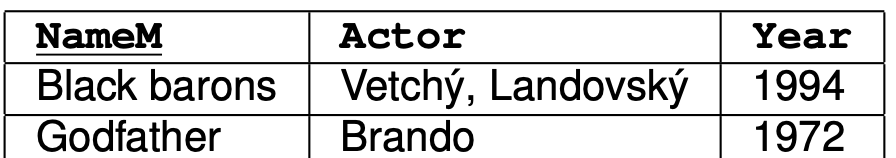 NameM Actor Year
Black barons Vetchý, Landovský 1994
Godfather Brando 1972